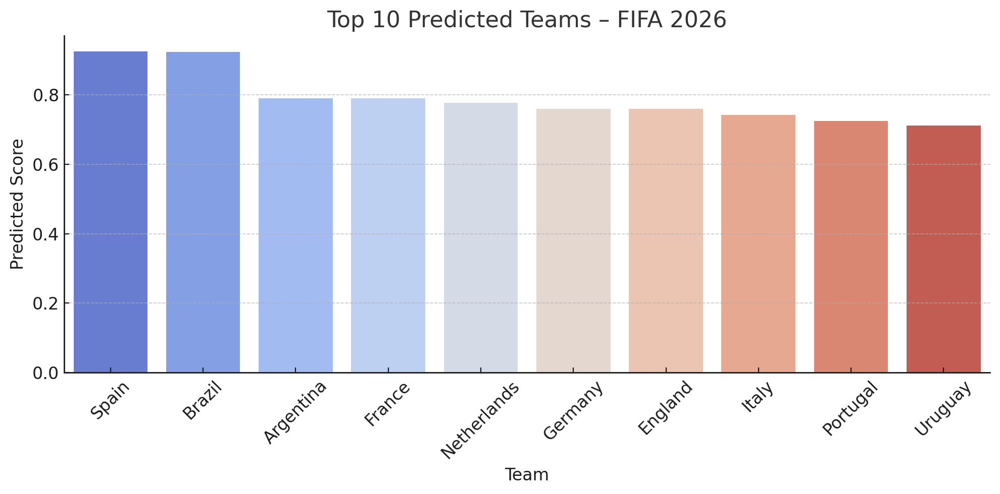 Top 10 Predicted Teams – FIFA 2026
Predicted Score
0.8
0.6
0.4
0.2
0.0
Spain
Brazil
Argentina
France
Netherlands
Germany
England
Italy
Portugal
Uruguay
Team